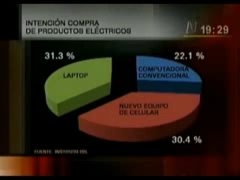 INTENCIÓN COMPRA
DE PRODUCTOS ELÉCTRICOS
N 19:29
31.3 %
22.1 %
LAPTOP
COMPUTADORA
CONVENCIONAL
NUEVO EQUIPO
DE CELULAR
30.4 %
FUENTE: